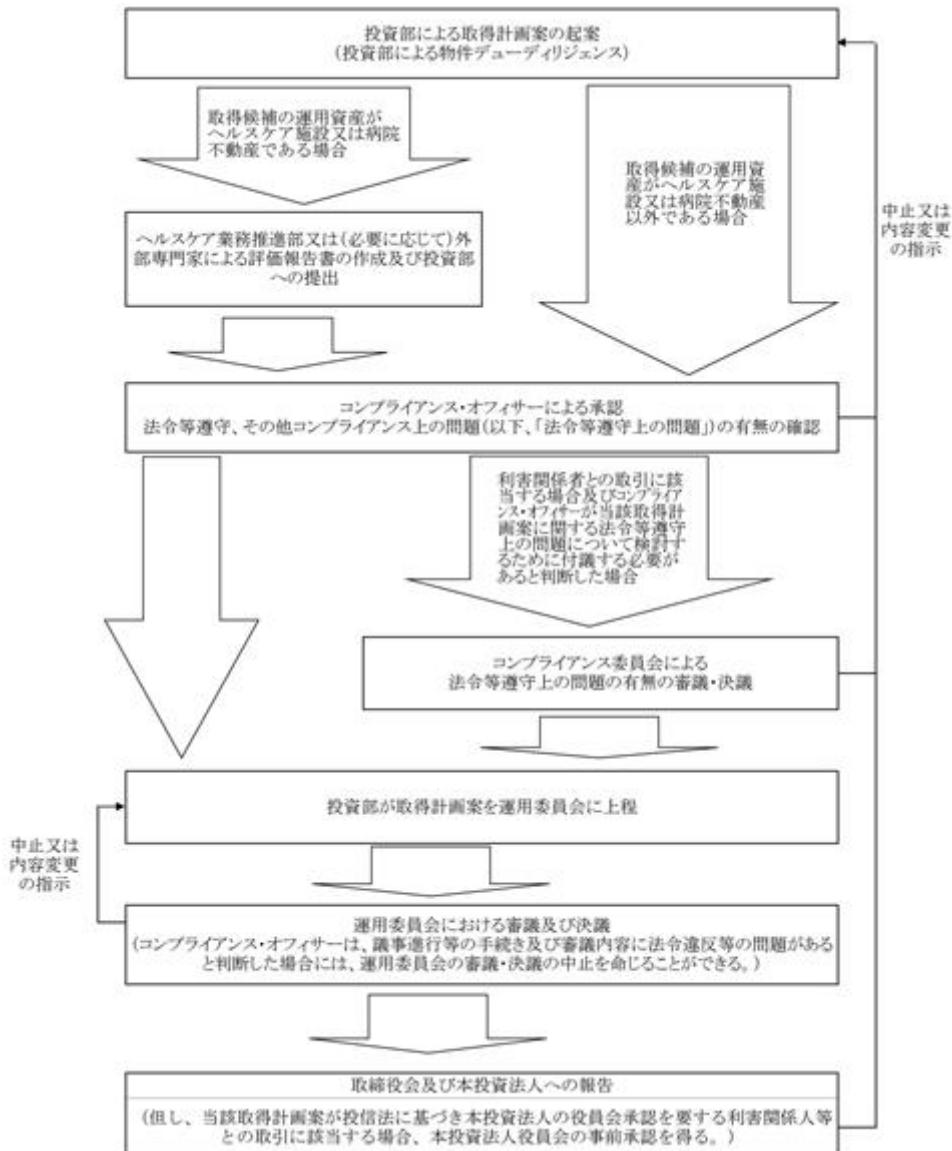 投資部による取得計画案の起案
(投資部による物件デューディリジェンス)
取得候補の運用資産が
ヘルスケア施設又は病院
不動産である場合
取得候補の運用資
産がヘルスケア施
設又は病院不動産
以外である場合
中止又は
内容変更
の指示
ヘルスケア業務推進部又は(必要に応じて)外
部専門家による評価報告書の作成及び投資部
への提出
コンプライアンス・オフィサーによる承認
法令等遵守、その他コンプライアンス上の問題(以下、「法令等遵守上の問題」)の有無の確認
利害関係者との取引に該
当する場合及びコンプライア
ンス・オフィサーが当該取得計
画案に関する法令等遵守
上の問題について検討す
るために付議する必要が
あると判断した場合
コンプライアンス委員会による
法令等遵守上の問題の有無の審議・決議
投資部が取得計画案を運用委員会に上程
中止又は
内容変更
の指示
運用委員会における審議及び決議
(コンプライアンス・オフィサーは、議事進行等の手続き及び審議内容に法令違反等の問題がある
と判断した場合には、運用委員会の審議・決議の中止を命じることができる。)
取締役会及び本投資法人への報告
(但し、当該取得計画案が投信法に基づき本投資法人の役員会承認を要する利害関係人等
との取引に該当する場合、本投資法人役員会の事前承認を得る。)